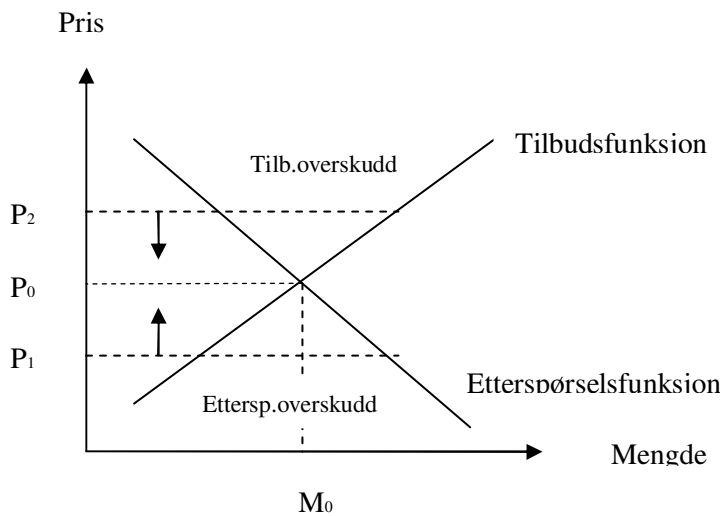 Pris
Tilbudsfunksjon
Tilb.overskudd
P2
P0
P1
Etterspørselsfunksjon
Ettersp.overskudd
Mengde
M0